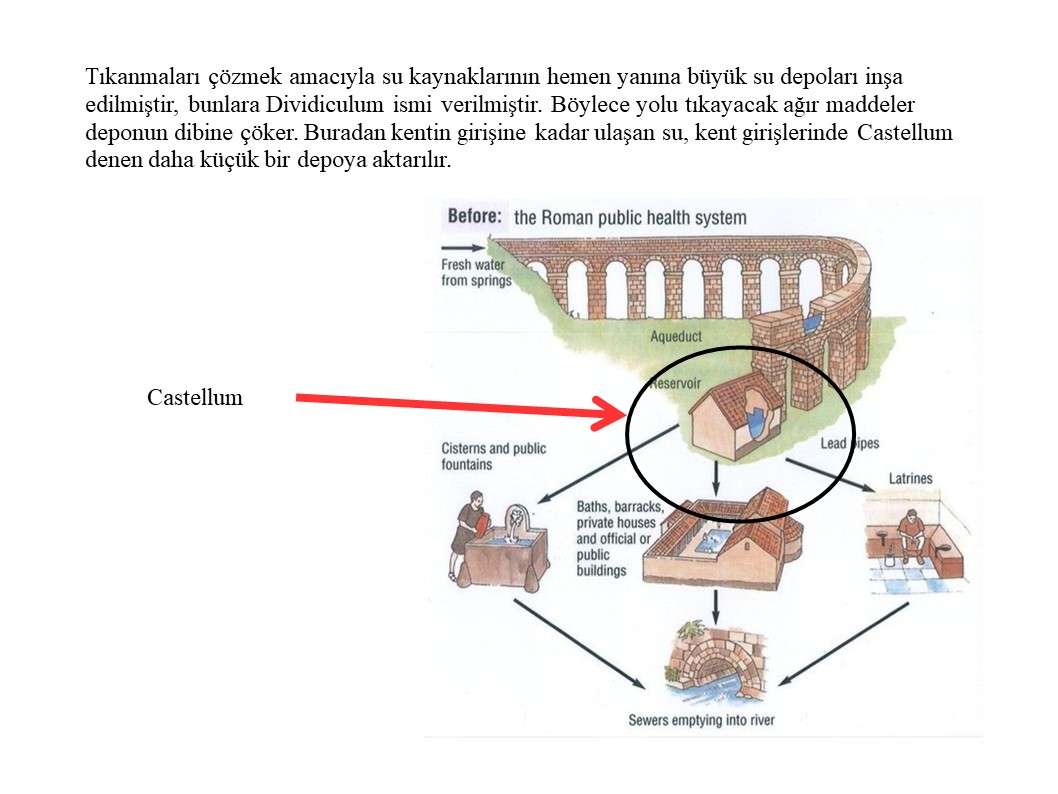 Tıkanmaları çözmek amacıyla su kaynaklarının hemen yanına büyük su depoları inşa
edilmiştir, bunlara Dividiculum ismi verilmiştir. Böylece yolu tıkayacak ağır maddeler
deponun dibine çöker. Buradan kentin girişine kadar ulaşan su, kent girişlerinde Castellum
denen daha küçük bir depoya aktarılır.
Before: the Roman public health system
Fresh water
from springs
Aqueduct
Reservoir
Castellum
Lead pipes
Cisterns and public
fountains
Latrines
Baths, barracks,
private houses
and official or
public
buildings
Sewers emptying into river